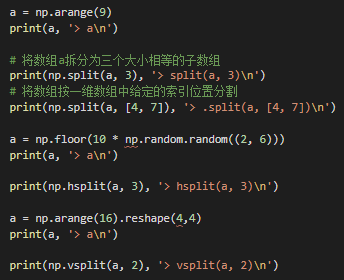 a = np.arange(9)
print(a, '> a\n')
# 将数组a拆分为三个大小相等的子数组
print(np.split(a, 3), '> split(a, 3)\n')
# 将数组按一维数组中给定的索引位置分割
print(np.split(a, [4, 7]), '> .split(a, [4, 7])\n')
a = np.floor(10 * np.random.random((2, 6)))
print(a, '> a\n')
print(np.hsplit(a, 3), '> hsplit(a, 3)\n')
a = np.arange(16).reshape(4,4)
print(a, '> a\n')
print(np.vsplit(a, 2), '> vsplit(a, 2)\n')